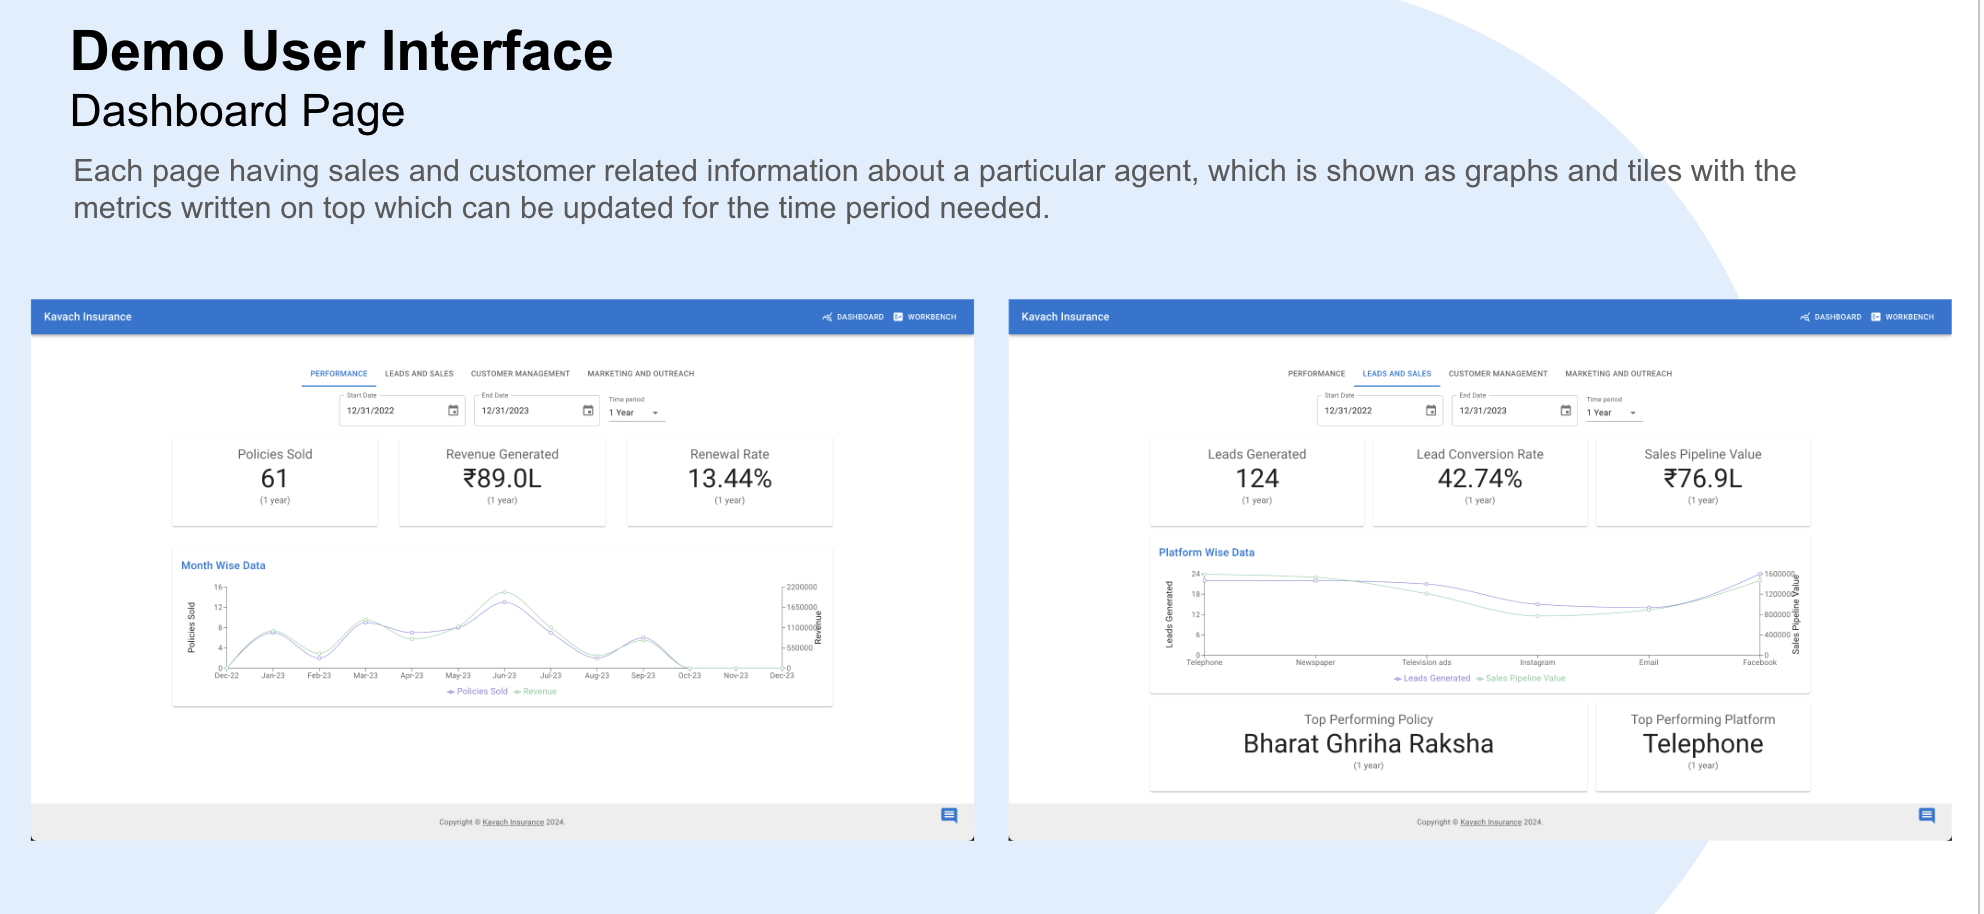 Demo User Interface
Dashboard Page
Each page having sales and customer related information about a particular agent, which is shown as graphs and tiles with the
metrics written on top which can be updated for the time period needed.
Kavach Insurance
DASHBOARD WORKBENCH
PERFORMANCE LEADS AND SALES CUSTOMER MANAGEMENT MARKETING AND OUTREACH
Start Date End Date Time period
12/31/2022 12/31/2023 1 Year
Policies Sold Revenue Generated Renewal Rate
61 ₹89.0L 13.44%
(1 year) (1 year) (1 year)
Month Wise Data
Policies Sold
16
12
8
4
0
2200000
1650000
1100000
550000
0
Revenue
Dec-22 Jan-23 Feb-23 Mar-23 Apr-23 May-23 Jun-23 Jul-23 Aug-23 Sep-23 Oct-23 Nov-23 Dec-23
Policies Sold Revenue
Copyright © Kavach Insurance 2024.
Kavach Insurance
DASHBOARD WORKBENCH
PERFORMANCE LEADS AND SALES CUSTOMER MANAGEMENT MARKETING AND OUTREACH
Start Date End Date Time period
12/31/2022 12/31/2023 1 Year
Leads Generated Lead Conversion Rate Sales Pipeline Value
124 42.74% ₹76.9L
(1 year) (1 year) (1 year)
Platform Wise Data
Leads Generated
24
18
12
6
0
1600000
1200000
800000
400000
0
Sales Pipeline Value
Telephone Newspaper Television ads Instagram Email Facebook
Leads Generated Sales Pipeline Value
Top Performing Policy Top Performing Platform
Bharat Ghriha Raksha Telephone
(1 year) (1 year)
Copyright © Kavach Insurance 2024.